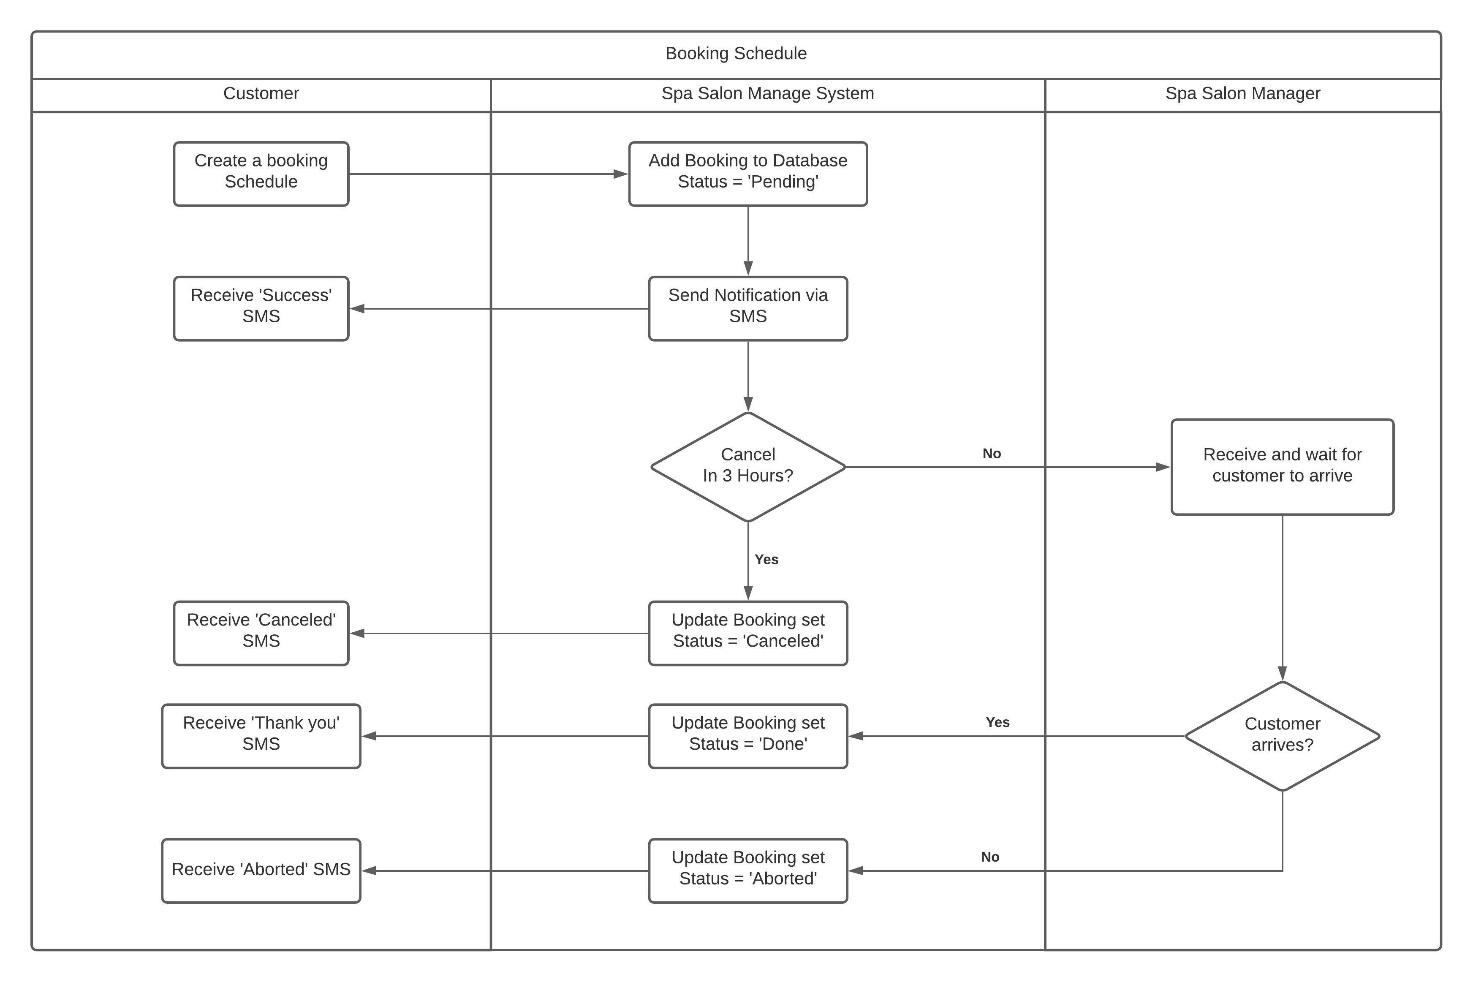 Booking Schedule
Customer
Spa Salon Manage System
Spa Salon Manager
Create a booking
Schedule
Add Booking to Database
Status = 'Pending'
Receive 'Success'
SMS
Send Notification via
SMS
Cancel
In 3 Hours?
No
Receive and wait for
customer to arrive
Yes
Receive 'Canceled'
SMS
Update Booking set
Status = 'Canceled'
Receive 'Thank you'
SMS
Update Booking set
Status = 'Done'
Yes
Customer
arrives?
Receive 'Aborted' SMS
Update Booking set
Status = 'Aborted'
No